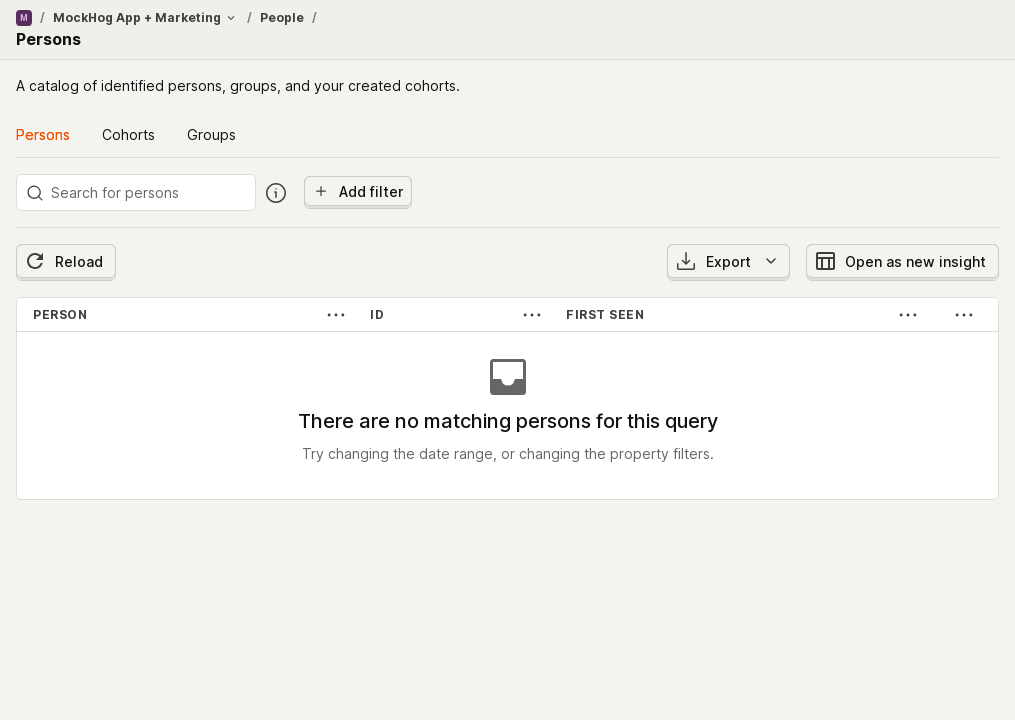 M / MockHog App + Marketing / People /
Persons
A catalog of identified persons, groups, and your created cohorts.
Persons Cohorts Groups
Search for persons Add filter
Reload Export Open as new insight
PERSON ID FIRST SEEN
There are no matching persons for this query
Try changing the date range, or changing the property filters.